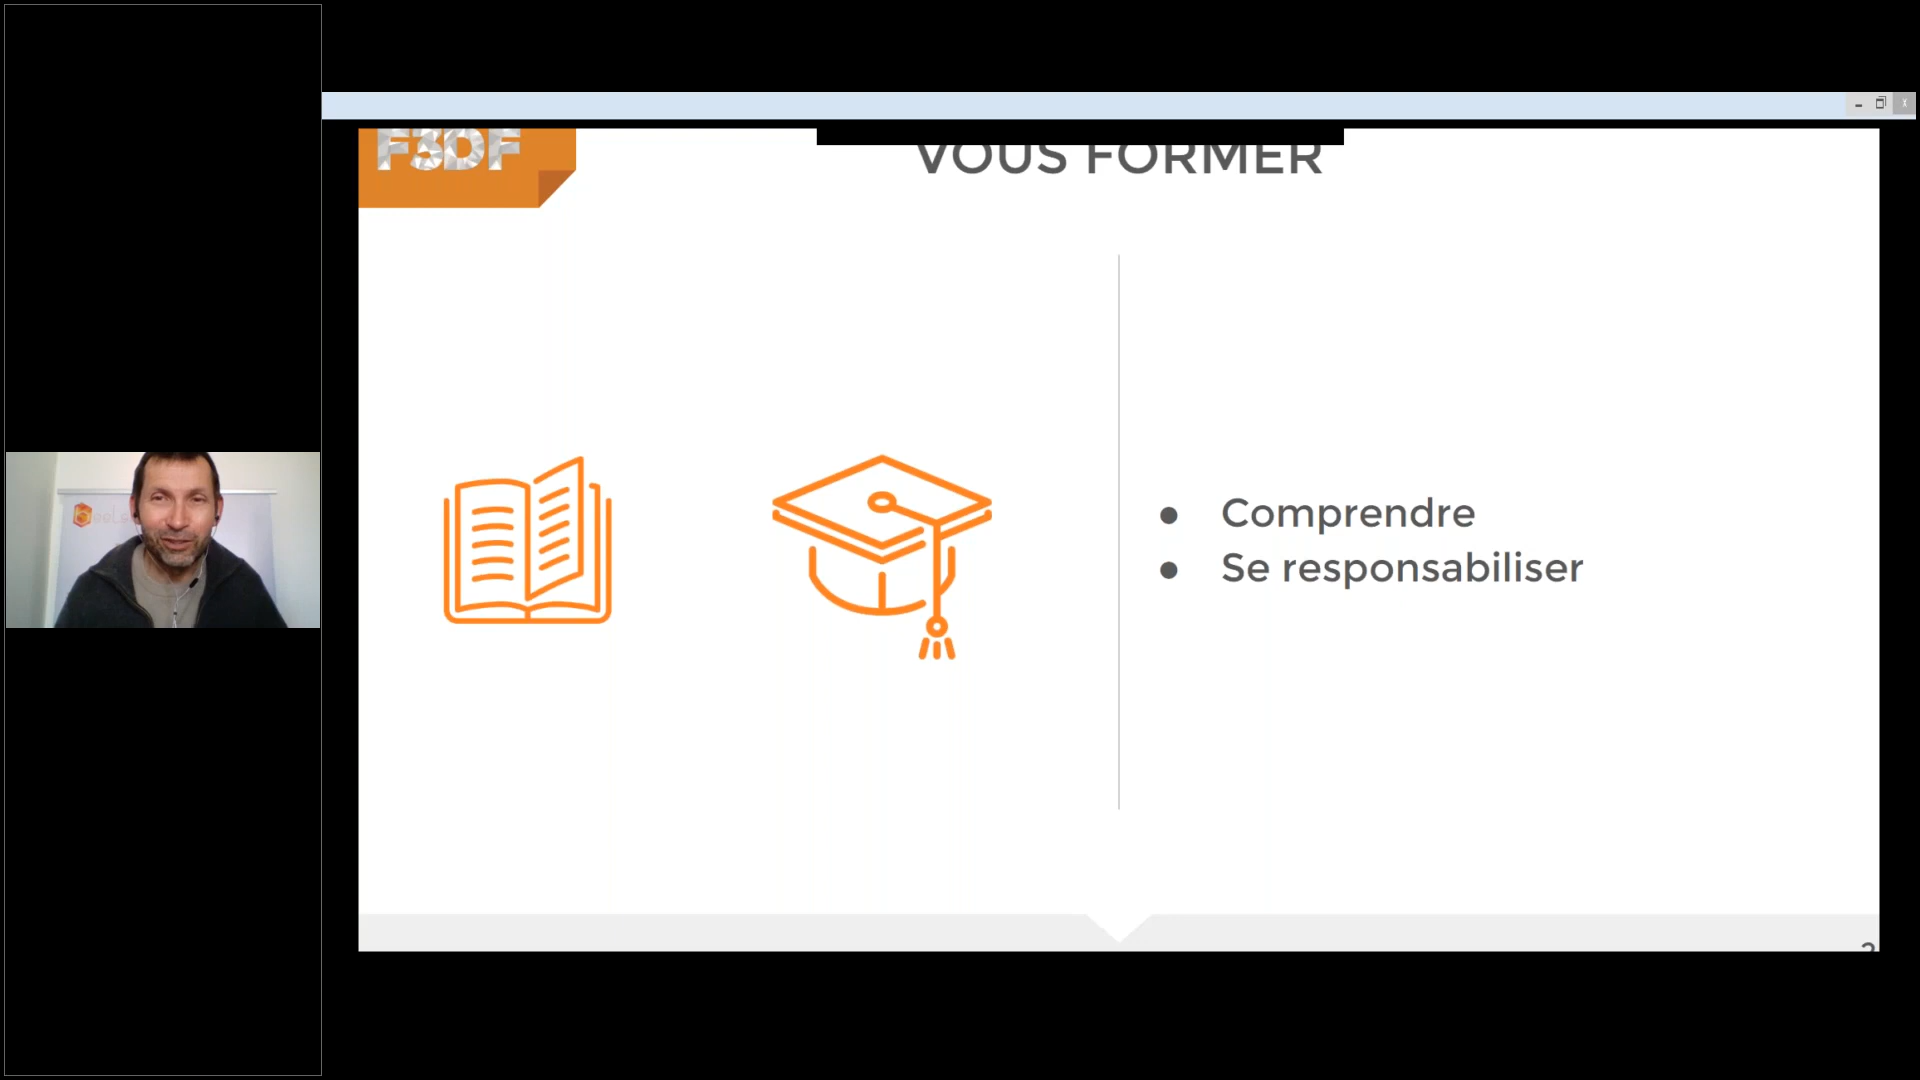 F3DF
VOUS FORMER
● Comprendre
● Se responsabiliser